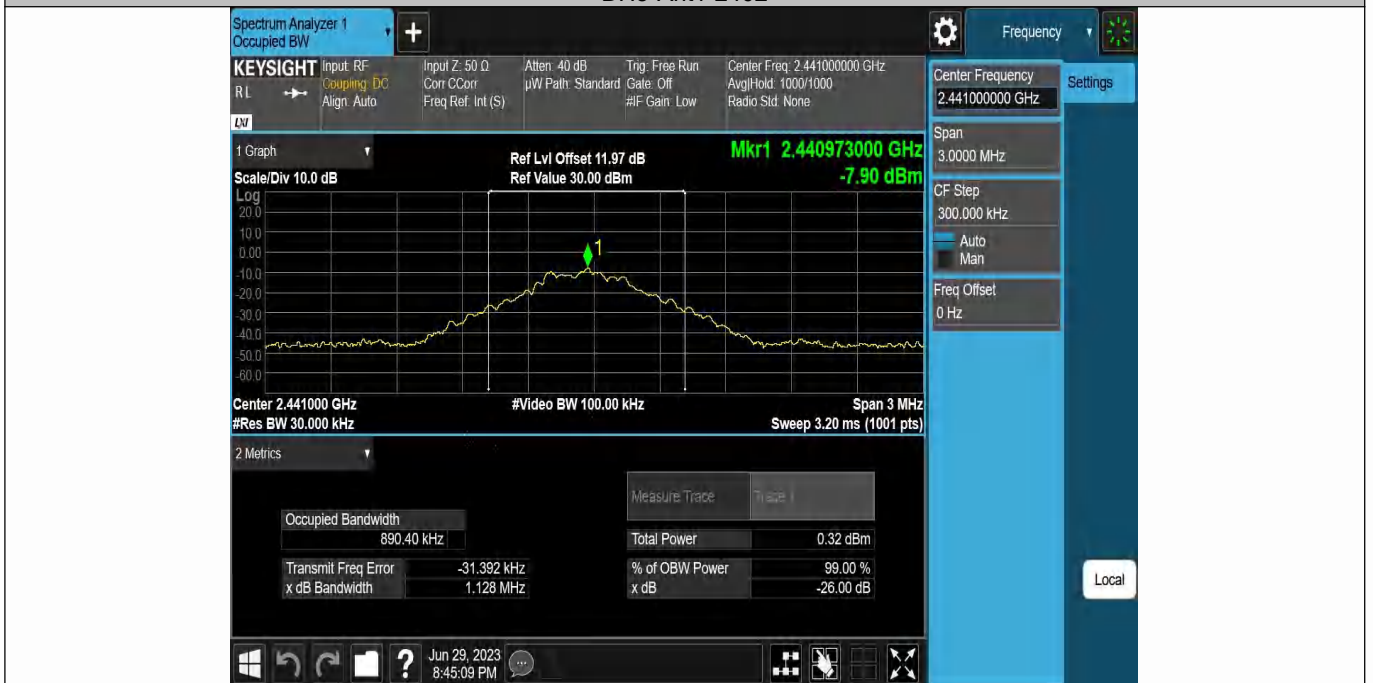 Spectrum Analyzer 1
Occupied BW
+
Frequency
KEYSIGHT
RL
LXI
Input: RF
Coupling: DC
Align: Auto
Input Z: 50 Ω
Corr CCorr
Freq Ref: Int (S)
Atten: 40 dB
µW Path: Standard
Trig: Free Run
Gate: Off
#IF Gain: Low
Center Freq: 2.441000000 GHz
Avg|Hold: 1000/1000
Radio Std: None
Center Frequency
2.441000000 GHz
Settings
Span
3.0000 MHz
CF Step
300.000 kHz
Auto
Man
Freq Offset
0 Hz
Local
1 Graph
Scale/Div 10.0 dB
Ref Lvl Offset 11.97 dB
Ref Value 30.00 dBm
Mkr1 2.440973000 GHz
-7.90 dBm
Log
20.0
10.0
0.00
-10.0
-20.0
-30.0
-40.0
-50.0
-60.0
1
Center 2.441000 GHz
#Res BW 30.000 kHz
#Video BW 100.00 kHz
Span 3 MHz
Sweep 3.20 ms (1001 pts)
2 Metrics
Measure Trace Trace 1
Occupied Bandwidth
890.40 kHz
Total Power 0.32 dBm
Transmit Freq Error -31.392 kHz
% of OBW Power 99.00 %
x dB Bandwidth 1.128 MHz
x dB -26.00 dB
?
Jun 29, 2023
8:45:09 PM